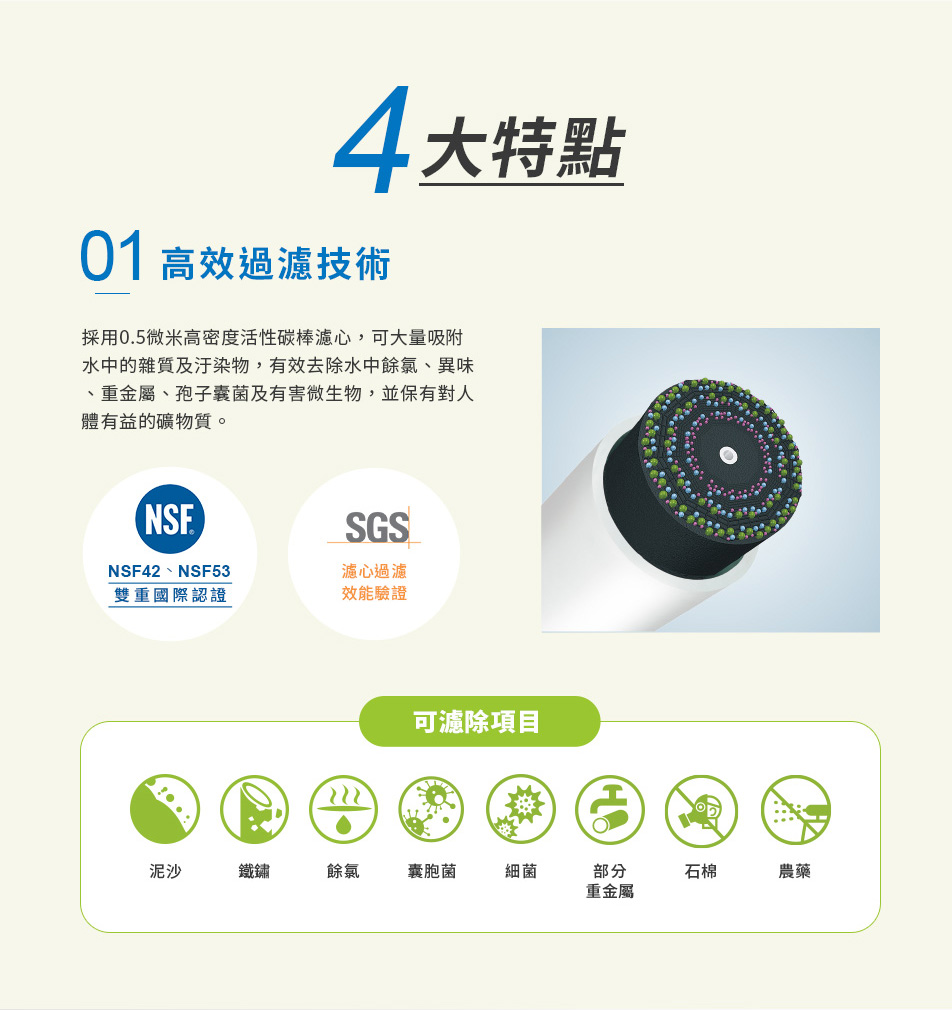 4大特點
01 高效過濾技術
採用0.5微米高密度活性碳棒濾心，可大量吸附
水中的雜質及汙染物，有效去除水中餘氯、異味
、重金屬、孢子囊菌及有害微生物，並保有對人
體有益的礦物質。
NSF®
NSF42、NSF53
雙重國際認證
SGS
濾心過濾
效能驗證
可濾除項目
泥沙
鐵鏽
餘氯
囊胞菌
細菌
部分
重金屬
石棉
農藥